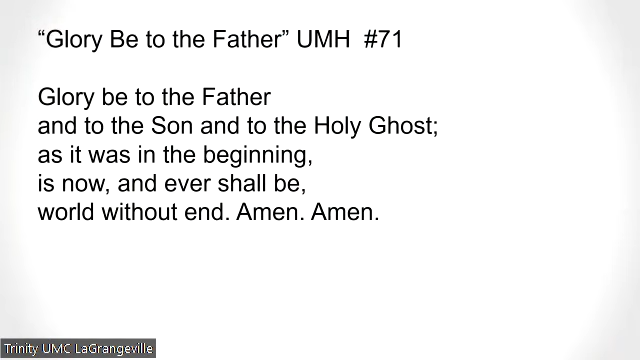 “Glory Be to the Father” UMH #71
Glory be to the Father
and to the Son and to the Holy Ghost;
as it was in the beginning,
is now, and ever shall be,
world without end. Amen. Amen.
Trinity UMC LaGrangeville